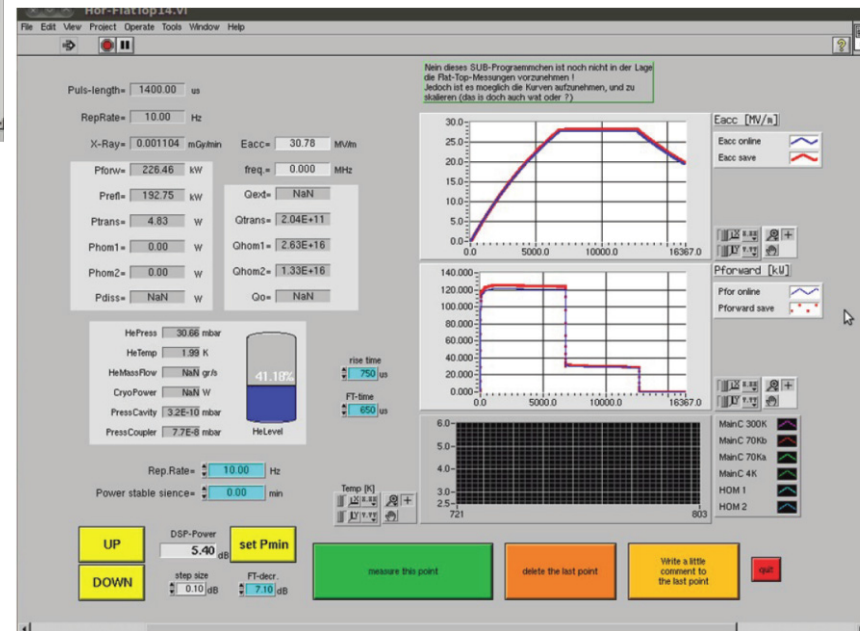 Hor-FlatTop14.vi
File Edit View Project Operate Tools Window Help
Nein dieses SUB-Programmchen ist noch nicht in der Lage
die Flat-Top-Messungen vorzunehmen !
Jedoch ist es moeglich die Kurven aufzunehmen, und zu
skalieren (das is doch auch wat oder ?)
Puls-length= 1400.00 us
RepRate= 10.00 Hz
X-Ray= 0.001104 mGy/min
Eacc= 30.78 MV/m
Pforw= 226.46 kW
freq.= 0.000 MHz
Prefl= 192.75 kW
Qext= NaN
Ptrans= 4.83 W
Qtrans= 2.04E+11
Phom1= 0.00 W
Qhom1= 2.63E+16
Phom2= 0.00 W
Qhom2= 1.33E+16
Pdiss= NaN W
Qo= NaN
Eacc [MV/m]
Eacc online
Eacc save
30.0
25.0
20.0
15.0
10.0
5.0
0.0
0.0 5000.0 10000.0 16367.0
Pforward [kW]
Pfor online
Pforward save
140.000
120.000
100.000
80.000
60.000
40.000
20.000
0.000
0.0 5000.0 10000.0 16367.0
HePress 30.66 mbar
HeTemp 1.99 K
HeMassFlow NaN gr/s
CryoPower NaN W
PressCavity 3.2E-10 mbar
PressCoupler 7.7E-8 mbar
41.18%
HeLevel
rise time
750 us
FT-time
650 us
6.0
5.0
4.0
3.0
2.5
721 803
MainC 300K
MainC 70Kb
MainC 70Ka
MainC 4K
HOM 1
HOM 2
Temp [K]
Rep.Rate= 10.00 Hz
Power stable sience= 0.00 min
UP
DOWN
DSP-Power
5.40 dB
set Pmin
step size
0.10 dB
FT-decr.
7.10 dB
measure this point
delete the last point
Write a little
comment to
the last point
quit